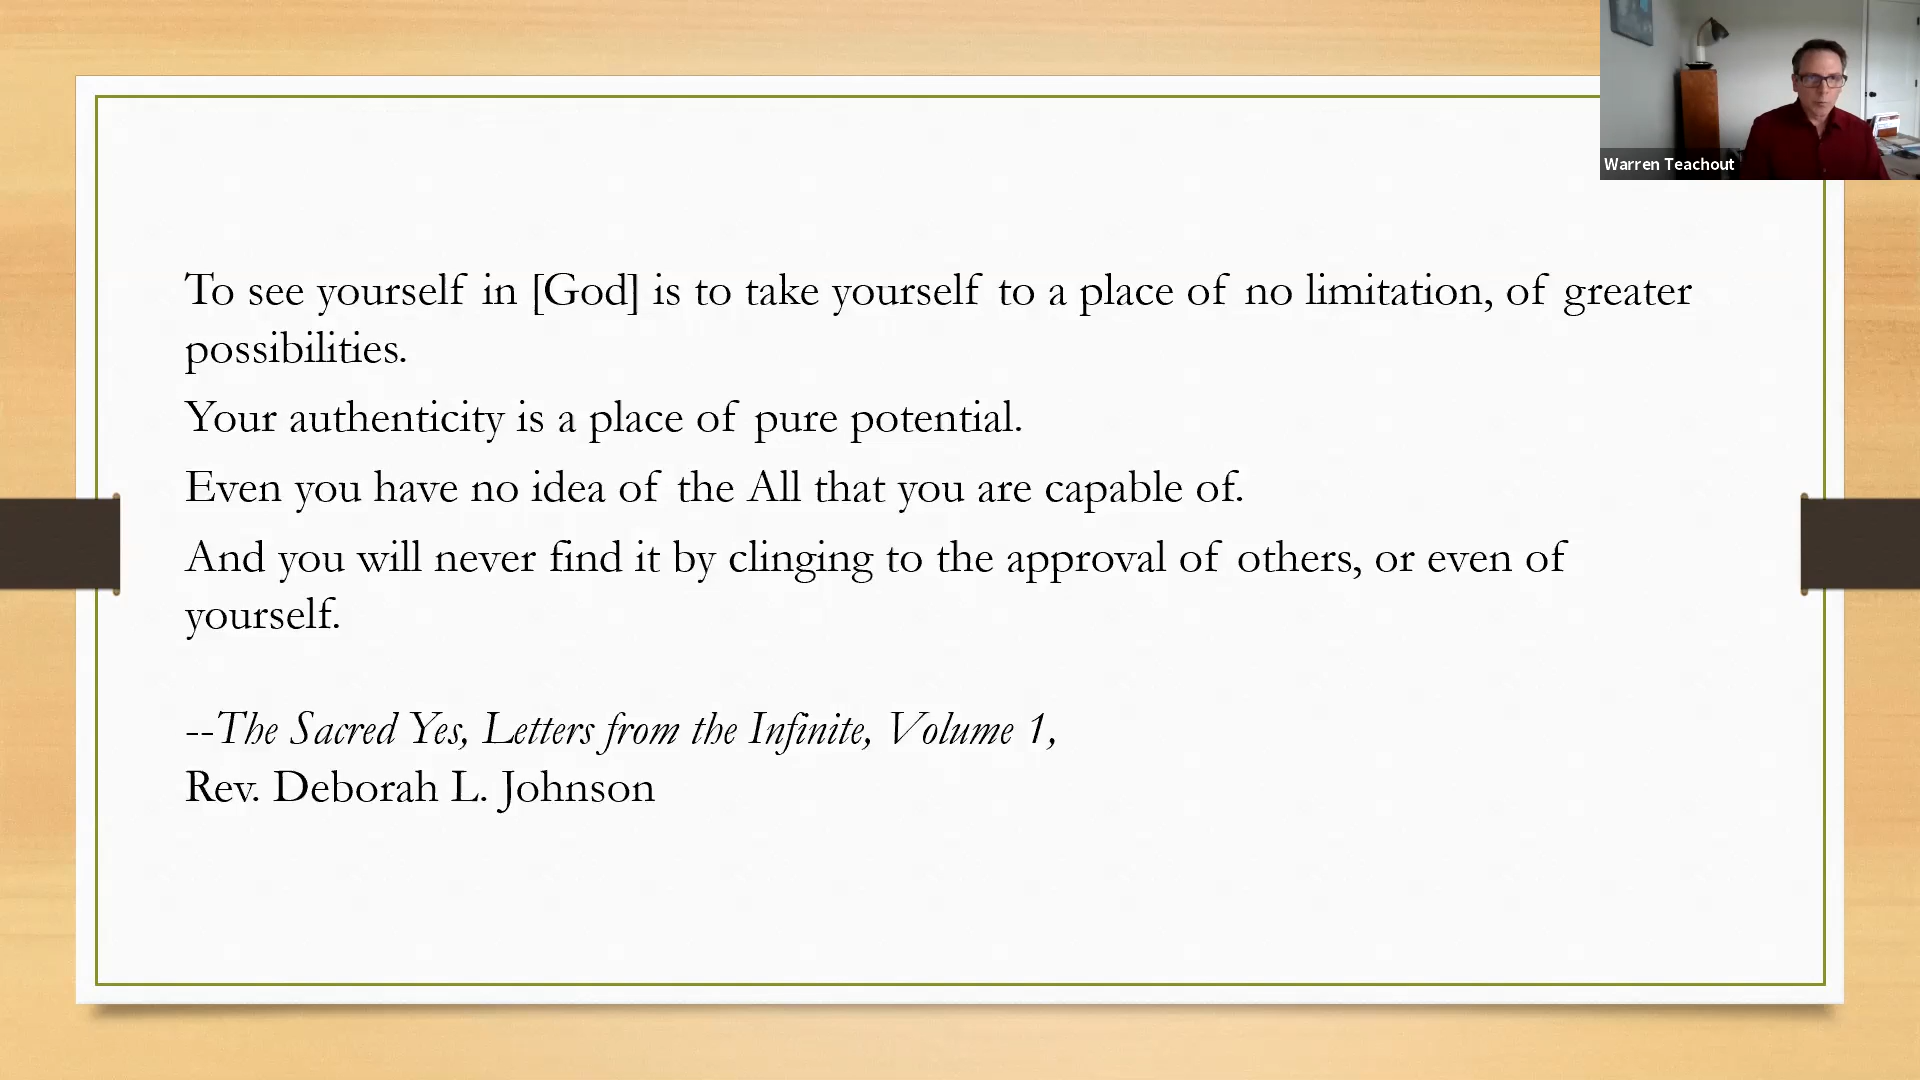 Warren Teachout
To see yourself in [God] is to take yourself to a place of no limitation, of greater
possibilities.
Your authenticity is a place of pure potential.
Even you have no idea of the All that you are capable of.
And you will never find it by clinging to the approval of others, or even of
yourself.
--The Sacred Yes, Letters from the Infinite, Volume 1,
Rev. Deborah L. Johnson